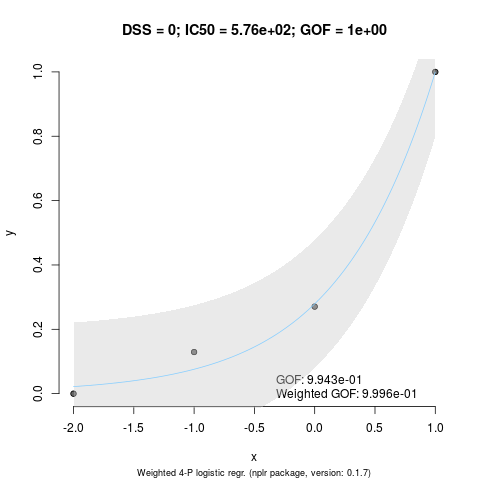 DSS = 0; IC50 = 5.76e+02; GOF = 1e+00
y
1.0
0.8
0.6
0.4
0.2
0.0
GOF: 9.943e-01
Weighted GOF: 9.996e-01
-2.0 -1.5 -1.0 -0.5 0.0 0.5 1.0
x
Weighted 4-P logistic regr. (nplr package, version: 0.1.7)